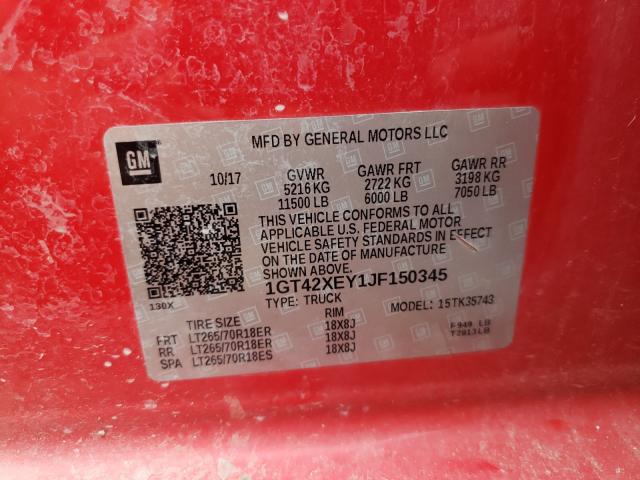 MFD BY GENERAL MOTORS LLC
GM
10/17 GVWR GAWR FRT GAWR RR
5216 KG 2722 KG 3198 KG
11500 LB 6000 LB 7050 LB
THIS VEHICLE CONFORMS TO ALL
APPLICABLE U.S. FEDERAL MOTOR
VEHICLE SAFETY STANDARDS IN EFFECT
ON THE DATE OF MANUFACTURE
SHOWN ABOVE.
130X 1GT42XEY1JF150345
TYPE: TRUCK 15TK35743
TIRE SIZE RIM
FRT LT265/70R18ER 18X8J F-949 LB
RR LT265/70R18ER 18X8J T2813LB
SPA LT265/70R18ES 18X8J